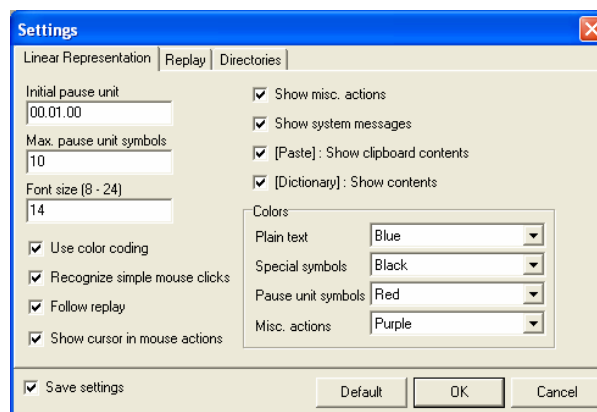 Settings
Linear Representation Replay Directories
Initial pause unit
00.01.00
Max. pause unit symbols
10
Font size (8 - 24)
14
Use color coding
Recognize simple mouse clicks
Follow replay
Show cursor in mouse actions
Show misc. actions
Show system messages
[Paste] : Show clipboard contents
[Dictionary] : Show contents
Colors
Plain text Blue
Special symbols Black
Pause unit symbols Red
Misc. actions Purple
Save settings
Default OK Cancel